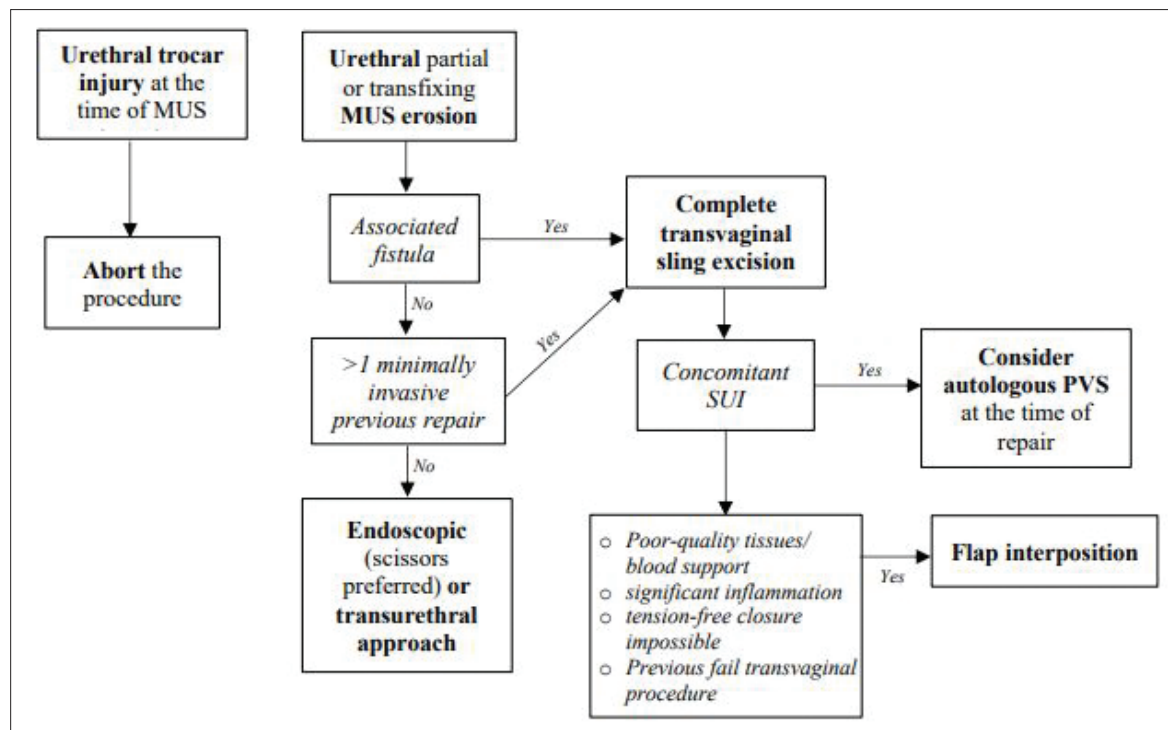 Urethral trocar
injury at the
time of MUS
Abort the
procedure
Urethral partial
or transfixing
MUS erosion
Associated
fistula
Yes
No
>1 minimally
invasive
previous repair
Yes
No
Endoscopic
(scissors
preferred) or
transurethral
approach
Complete
transvaginal
sling excision
Concomitant
SUI
Yes
Consider
autologous PVS
at the time of
repair
o Poor-quality tissues/
blood support
o significant inflammation
o tension-free closure
impossible
o Previous fail transvaginal
procedure
Yes
Flap interposition